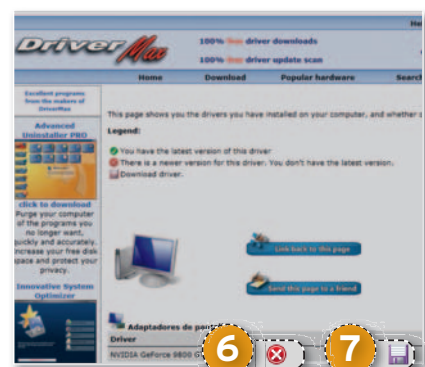 He
DriverMax
100% free driver downloads
100% free driver update scan
Home Download Popular hardware Search
Excellent programs
from the makers of
DriverMax
Advanced
Uninstaller PRO
click to download
Purge your computer
of the programs you
no longer want,
quickly and accurately.
Increase your free disk
space and protect your
privacy.
Innovative System
Optimizer
This page shows you the drivers you have installed on your computer, and whether
Legend:
You have the latest version of this driver
There is a newer version for this driver. You don't have the latest version.
Download driver.
Link back to this page
Send this page to a friend
Adaptadores de
Driver
NVIDIA GeForce 9800 G
6
7